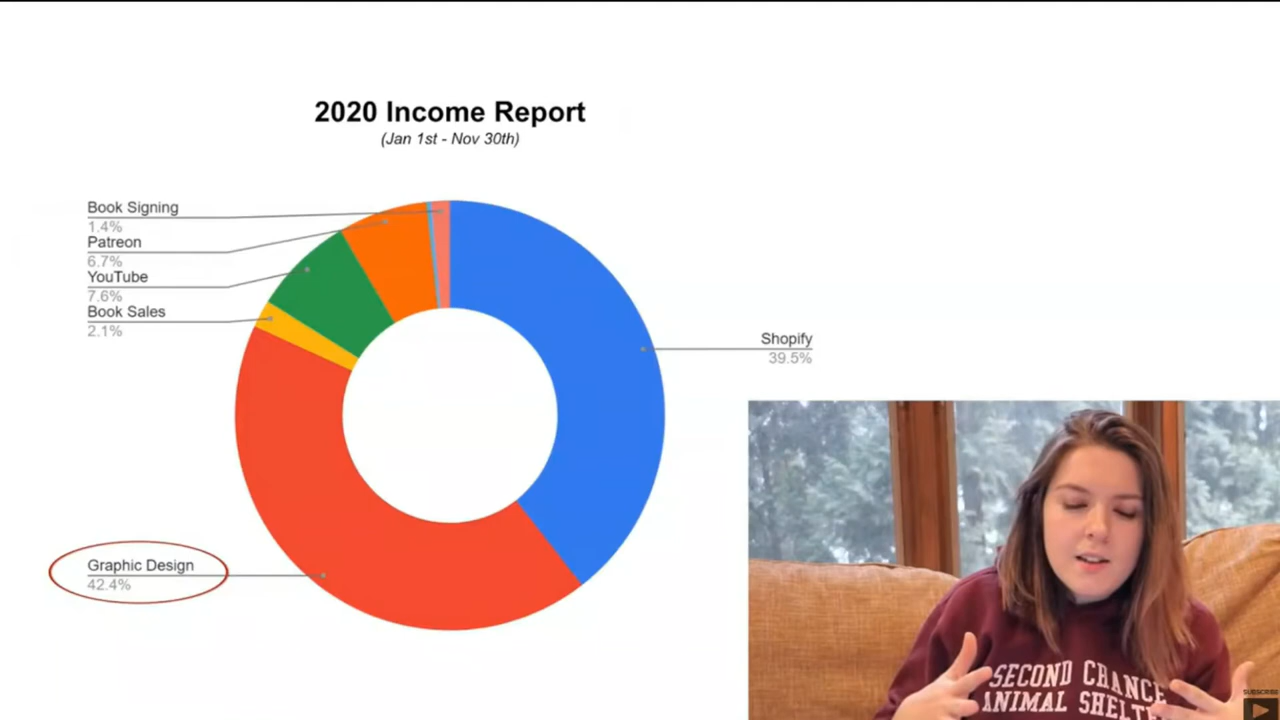 2020 Income Report
(Jan 1st - Nov 30th)
Book Signing
1.4%
Patreon
6.7%
YouTube
7.6%
Book Sales
2.1%
Shopify
39.5%
Graphic Design
42.4%
SECOND CHANCE
ANIMAL
SUBSCRIBE